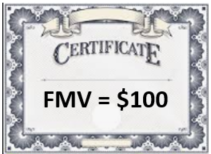 CERTIFICATE
FMV = $100